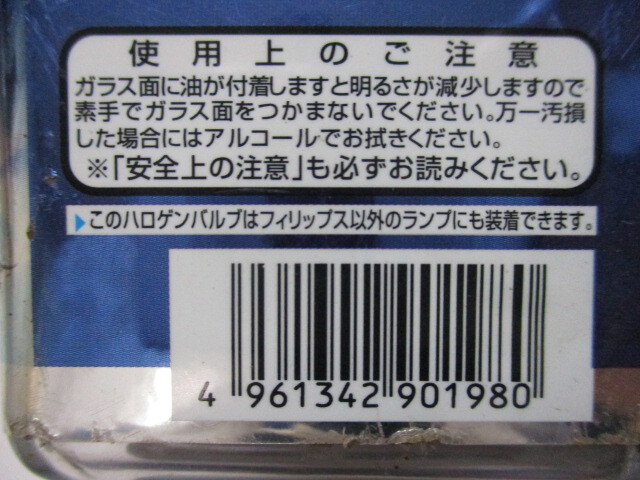 使用上のご注意
ガラス面に油が付着しますと明るさが減少しますので
素手でガラス面をつかまないでください。万一汚損
した場合にはアルコールでお拭きください。
※「安全上の注意」も必ずお読みください。
このハロゲンバルブはフィリップス以外のランプにも装着できます。
4 961342 901980